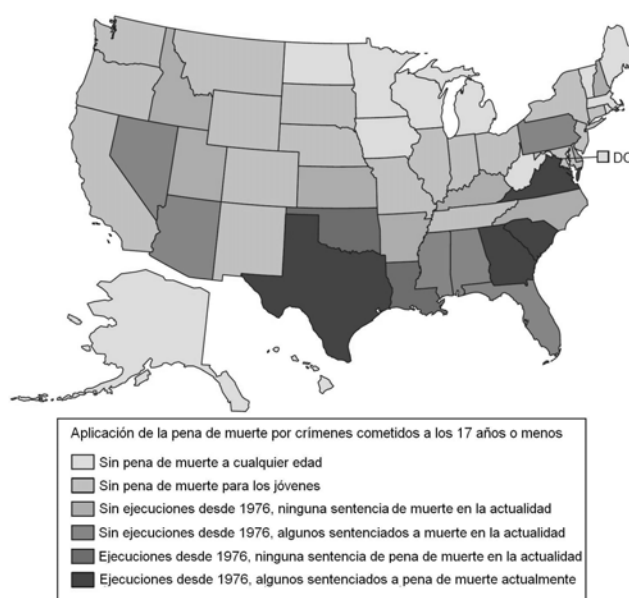 DC
Aplicación de la pena de muerte por crímenes cometidos a los 17 años o menos
Sin pena de muerte a cualquier edad
Sin pena de muerte para los jóvenes
Sin ejecuciones desde 1976, ninguna sentencia de muerte en la actualidad
Sin ejecuciones desde 1976, algunos sentenciados a muerte en la actualidad
Ejecuciones desde 1976, ninguna sentencia de pena de muerte en la actualidad
Ejecuciones desde 1976, algunos sentenciados a pena de muerte actualmente